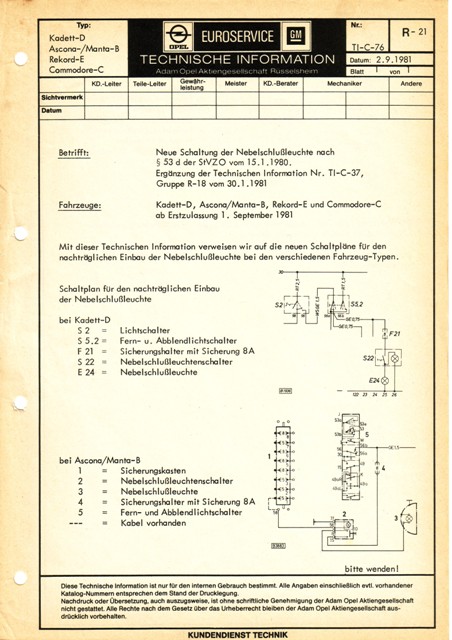 Typ:
Kadett-D
Ascona-/Manta-B
Rekord-E
Commodore-C
OPEL
EUROSERVICE
GM
TECHNISCHE INFORMATION
Adam Opel Aktiengesellschaft Rüsselsheim
Nr.:
R- 21
TI-C-76
Datum: 2.9.1981
Blatt 1 von 1
KD.-Leiter Teile-Leiter Gewähr-leistung Meister KD.-Berater Mechaniker Andere
Sichtvermerk
Datum
Betrifft: Neue Schaltung der Nebelschlußleuchte nach
§ 53 d der StVZO vom 15.1.1980.
Ergänzung der Technischen Information Nr. TI-C-37,
Gruppe R-18 vom 30.1.1981
Fahrzeuge: Kadett-D, Ascona/Manta-B, Rekord-E und Commodore-C
ab Erstzulassung 1. September 1981
Mit dieser Technischen Information verweisen wir auf die neuen Schaltpläne für den
nachträglichen Einbau der Nebelschlußleuchte bei den verschiedenen Fahrzeug-Typen.
Schaltplan für den nachträglichen Einbau
der Nebelschlußleuchte
bei Kadett-D
S 2 = Lichtschalter
S 5.2 = Fern- u. Abblendlichtschalter
F 21 = Sicherungshalter mit Sicherung 8A
S 22 = Nebelschlußleuchtenschalter
E 24 = Nebelschlußleuchte
30
S2
S5.2
F21
S22
E24
22 23 24 25 26
bei Ascona/Manta-B
1 = Sicherungskasten
2 = Nebelschlußleuchtenschalter
3 = Nebelschlußleuchte
4 = Sicherungshalter mit Sicherung 8A
5 = Fern- und Abblendlichtschalter
--- = Kabel vorhanden
1
5
4
2
3
bitte wenden!
Diese Technische Information ist nur für den internen Gebrauch bestimmt. Alle Angaben einschließlich evtl. vorhandener
Katalog-Nummern entsprechen dem Stand der Drucklegung.
Nachdruck oder Übersetzung, auch auszugsweise, ist ohne schriftliche Genehmigung der Adam Opel Aktiengesellschaft
nicht gestattet. Alle Rechte nach dem Gesetz über das Urheberrecht bleiben der Adam Opel Aktiengesellschaft aus-
drücklich vorbehalten.
KUNDENDIENST TECHNIK